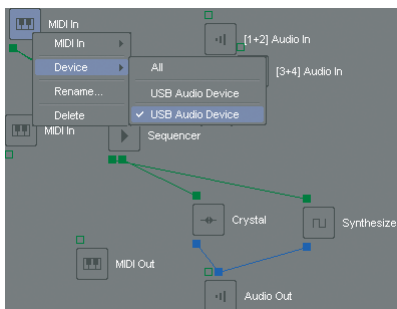 MIDI In
[1+2] Audio In
MIDI In
Device
All
[3+4] Audio In
Rename...
USB Audio Device
Delete
USB Audio Device
MIDI In
Sequencer
Crystal
Synthesize
MIDI Out
Audio Out